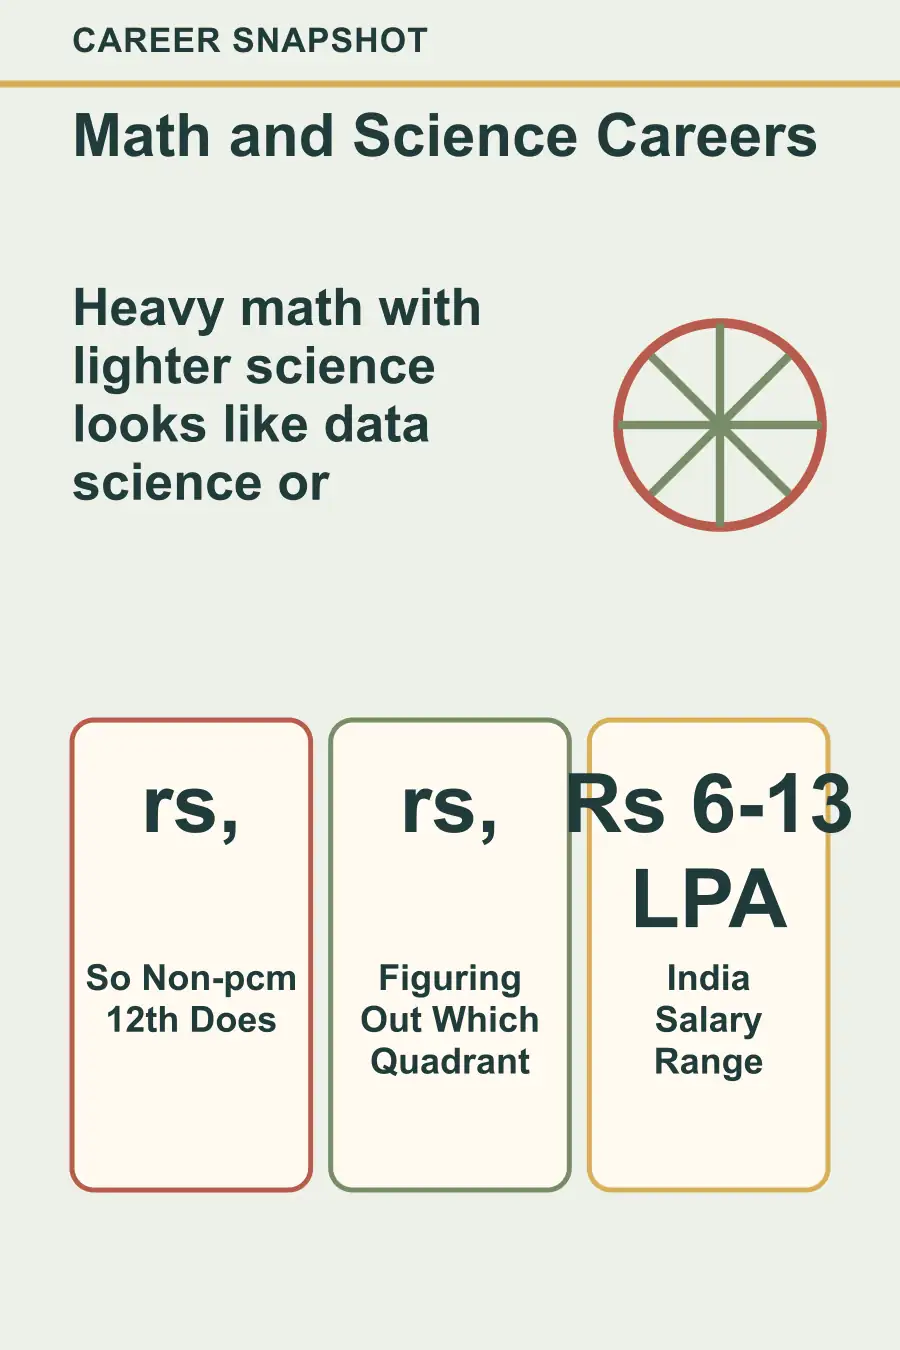 CAREER SNAPSHOT
Math and Science Careers
Heavy math with
lighter science
looks like data
science or
rs,
So Non-pcm
12th Does
rs,
Figuring
Out Which
Quadrant
Rs 6-13
LPA
India
Salary
Range